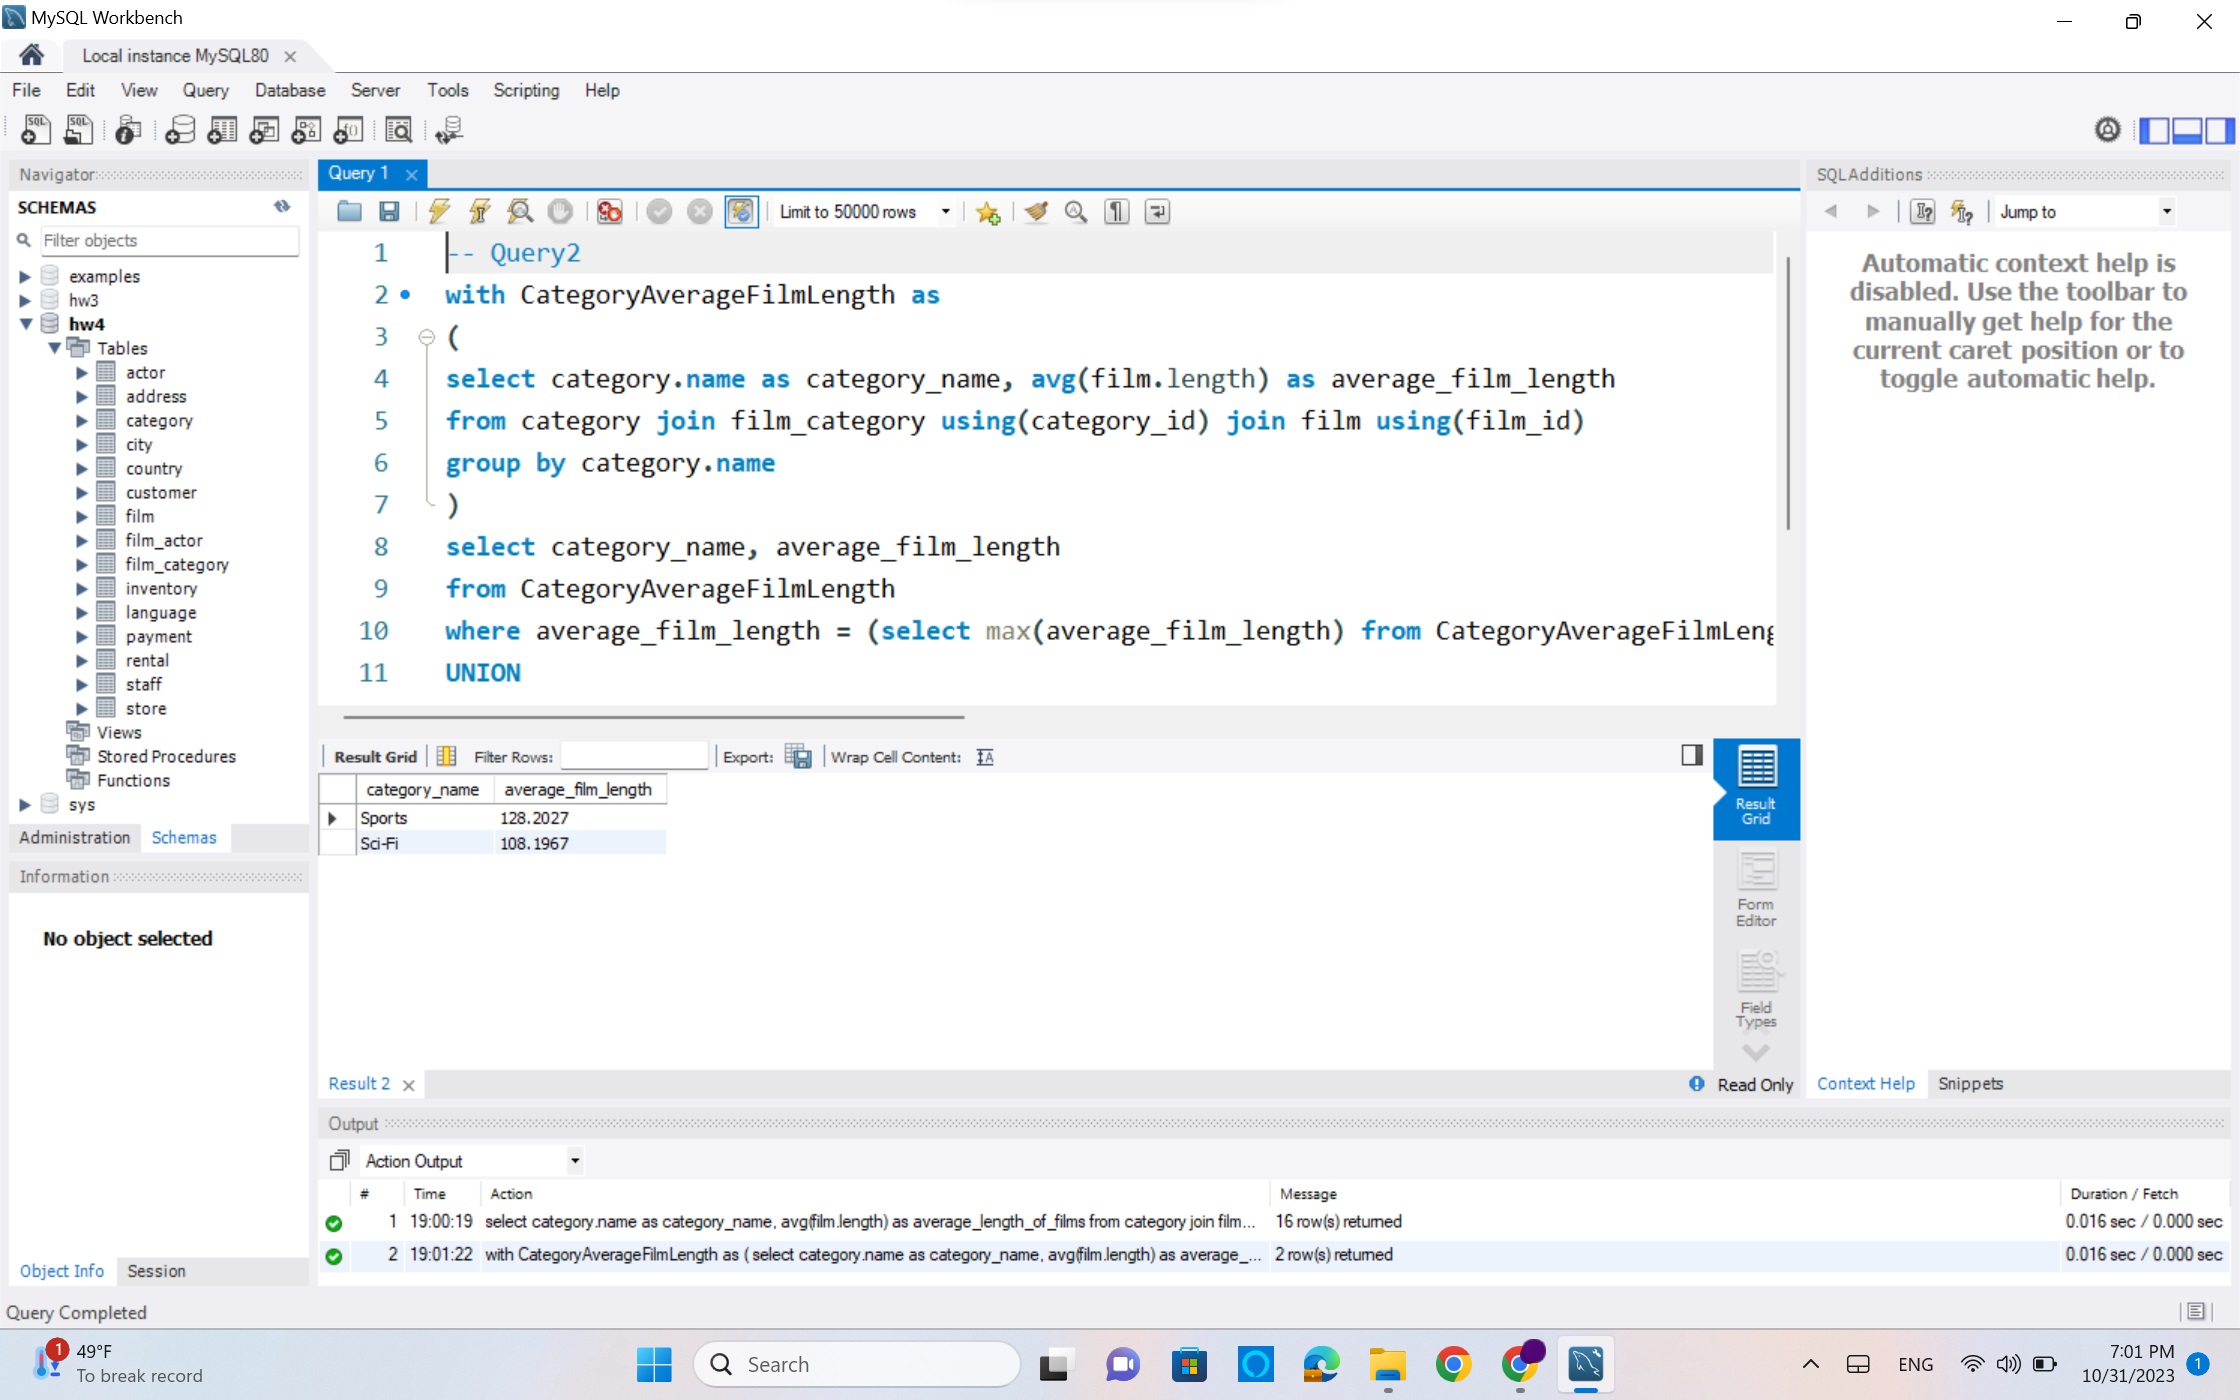 MySQL Workbench
Local instance MySQL80
File Edit View Query Database Server Tools Scripting Help
Navigator
SCHEMAS
Filter objects
examples
hw3
hw4
Tables
actor
address
category
city
country
customer
film
film_actor
film_category
inventory
language
payment
rental
staff
store
Views
Stored Procedures
Functions
sys
Administration Schemas
Information
No object selected
Object Info Session
Query 1
Limit to 50000 rows
1 -- Query2
2 with CategoryAverageFilmLength as
3 (
4 select category.name as category_name, avg(film.length) as average_film_length
5 from category join film_category using(category_id) join film using(film_id)
6 group by category.name
7 )
8 select category_name, average_film_length
9 from CategoryAverageFilmLength
10 where average_film_length = (select max(average_film_length) from CategoryAverageFilmLeng
11 UNION
Result Grid Filter Rows: Export: Wrap Cell Content:
category_name average_film_length
Sports 128.2027
Sci-Fi 108.1967
Result Grid
Form Editor
Field Types
Result 2
Read Only
SQLAdditions
Jump to
Automatic context help is
disabled. Use the toolbar to
manually get help for the
current caret position or to
toggle automatic help.
Context Help Snippets
Output
Action Output
# Time Action Message Duration / Fetch
1 19:00:19 select category.name as category_name, avg(film.length) as average_length_of_films from category join film... 16 row(s) returned 0.016 sec / 0.000 sec
2 19:01:22 with CategoryAverageFilmLength as ( select category.name as category_name, avg(film.length) as average_... 2 row(s) returned 0.016 sec / 0.000 sec
Query Completed
1
49°F
To break record
Search
ENG
7:01 PM
10/31/2023
1